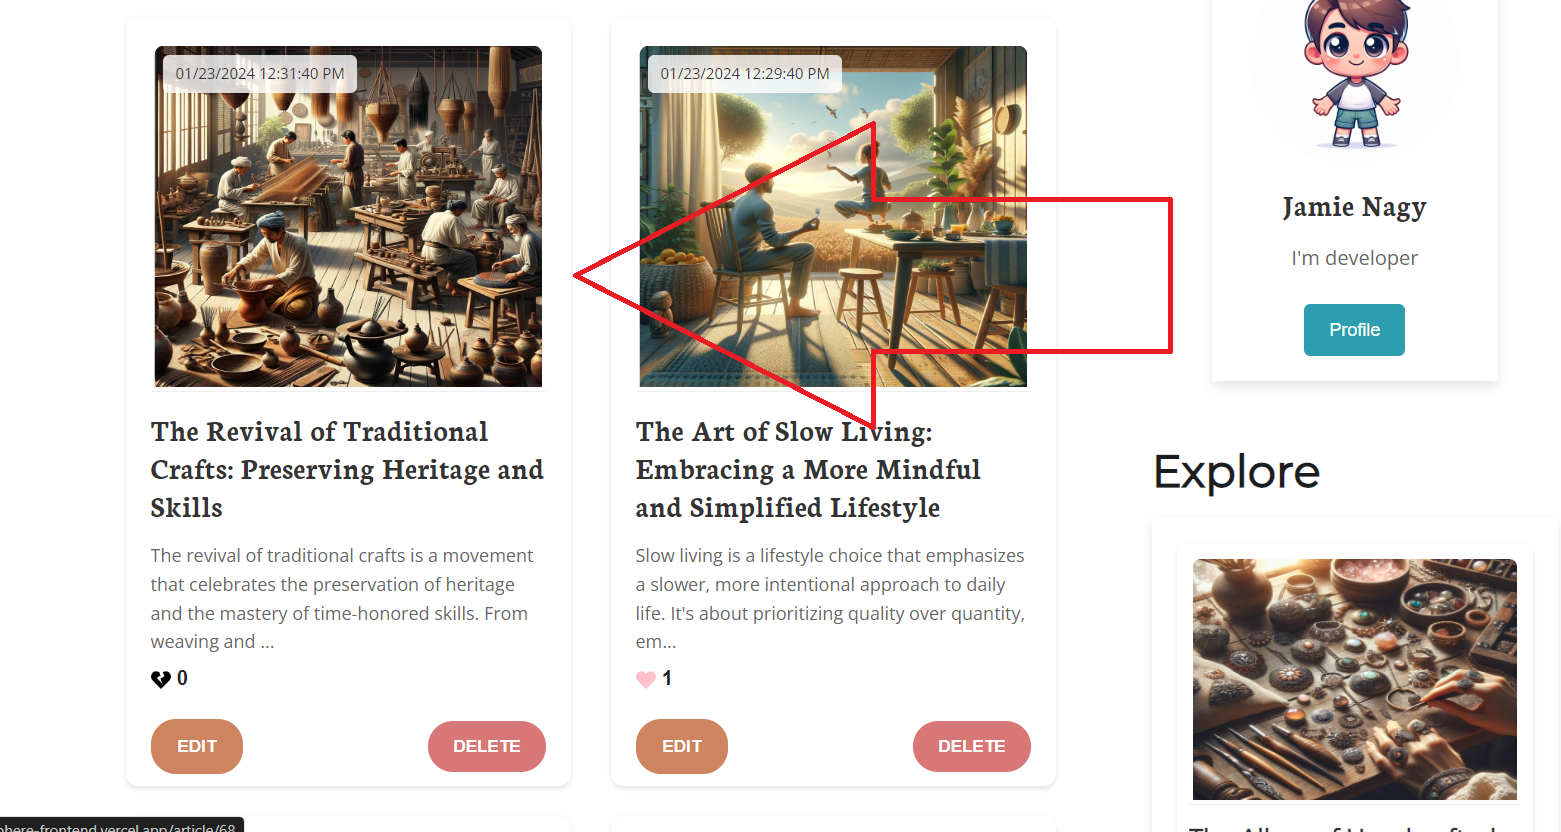 01/23/2024 12:31:40 PM
The Revival of Traditional
Crafts: Preserving Heritage and
Skills
The revival of traditional crafts is a movement
that celebrates the preservation of heritage
and the mastery of time-honored skills. From
weaving and ...
0
EDIT
DELETE
01/23/2024 12:29:40 PM
The Art of Slow Living:
Embracing a More Mindful
and Simplified Lifestyle
Slow living is a lifestyle choice that emphasizes
a slower, more intentional approach to daily
life. It's about prioritizing quality over quantity,
em...
1
EDIT
DELETE
Jamie Nagy
I'm developer
Profile
Explore
phere-frontend.vercel.app/article/68